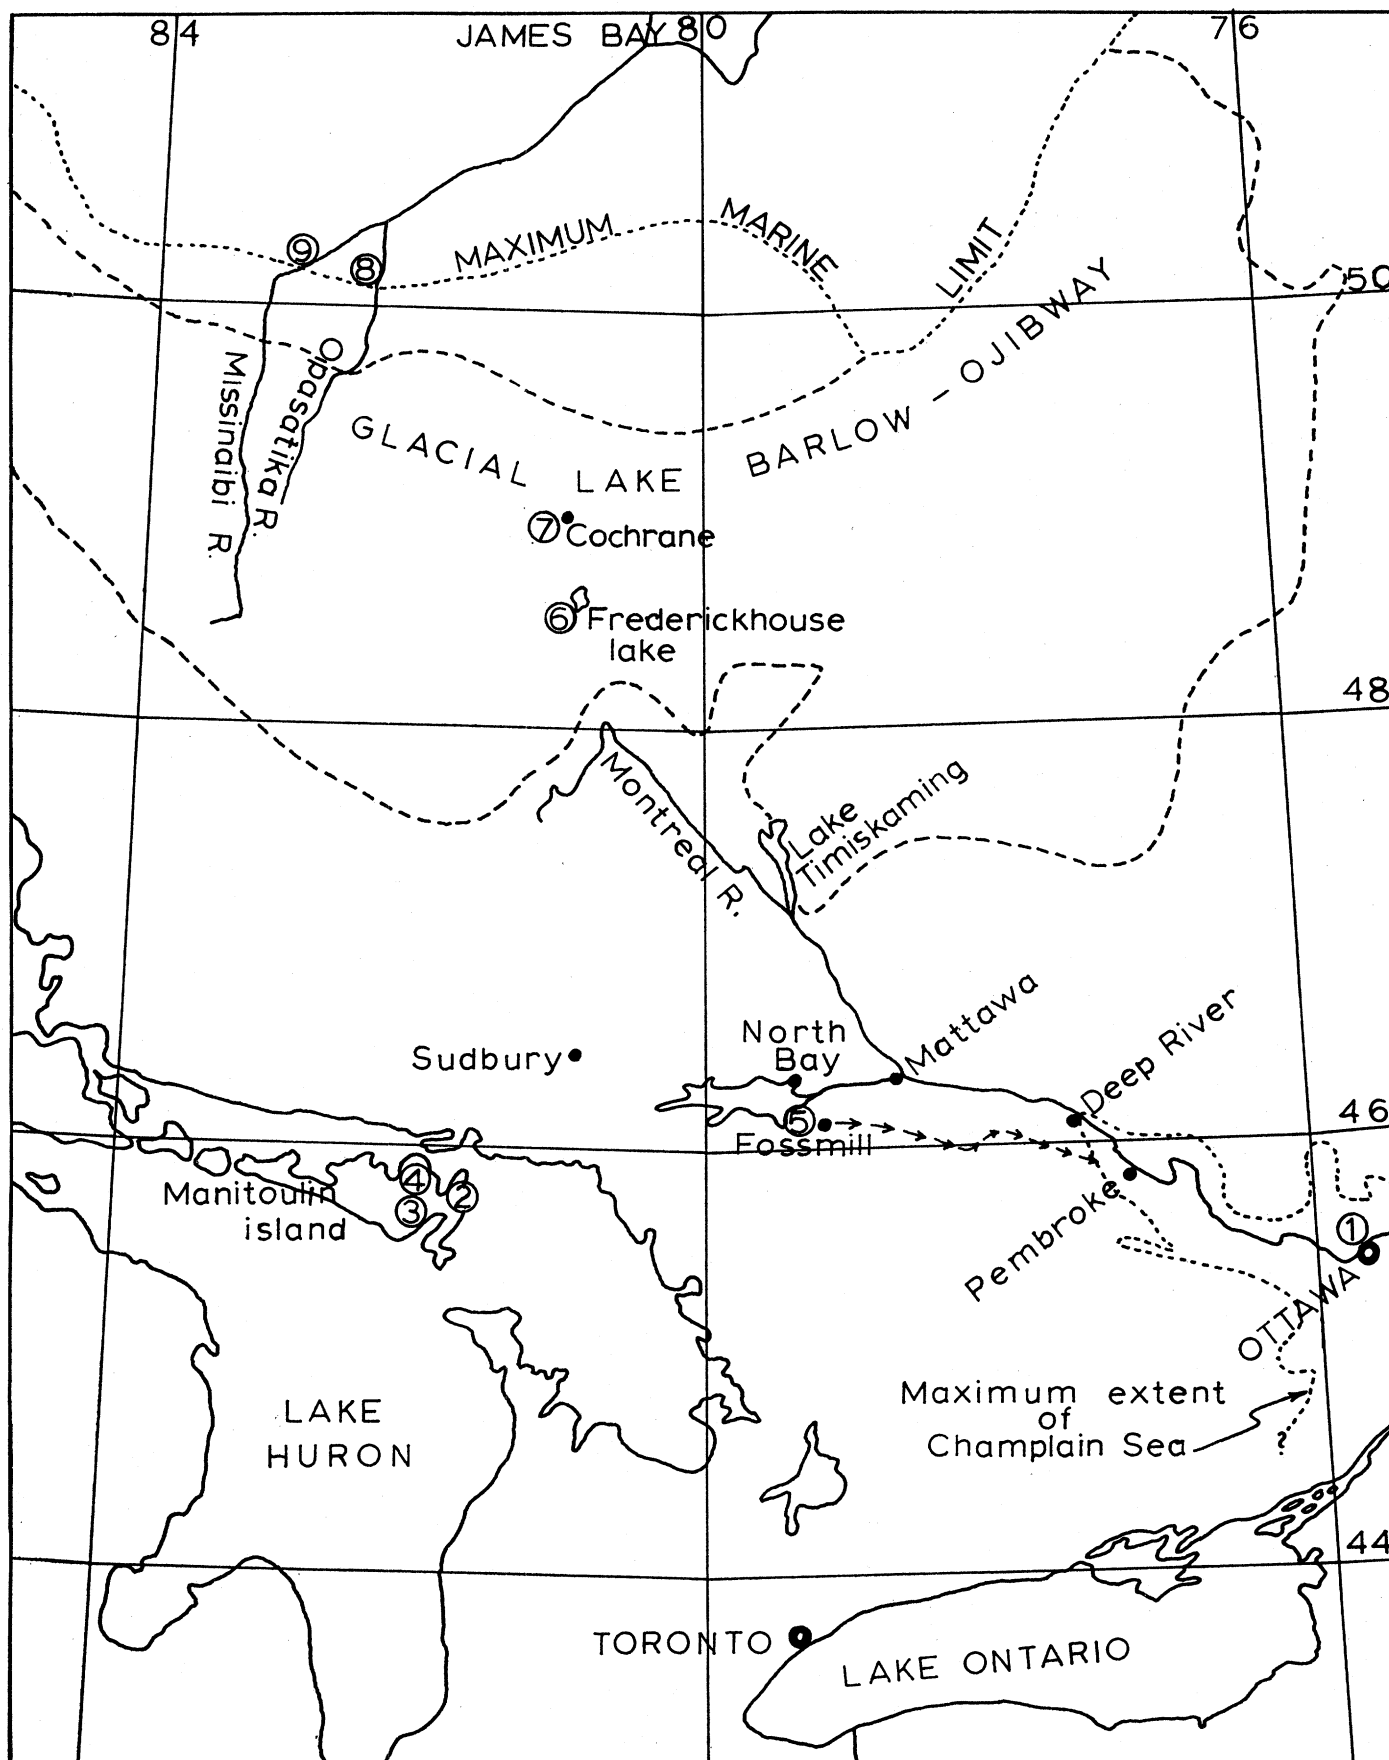 84
JAMES BAY
80
76
MAXIMUM MARINE LIMIT
9
8
50
Missinaibi R.
Opasatika R.
GLACIAL LAKE BARLOW - OJIBWAY
7
Cochrane
6
Frederickhouse
lake
48
Montreal R.
Lake
Timiskaming
Sudbury
North
Bay
Mattawa
Deep River
46
5
Fossmill
Manitoulin
island
4
3
2
Pembroke
1
OTTAWA
LAKE
HURON
Maximum extent
of
Champlain Sea
?
44
TORONTO
LAKE ONTARIO